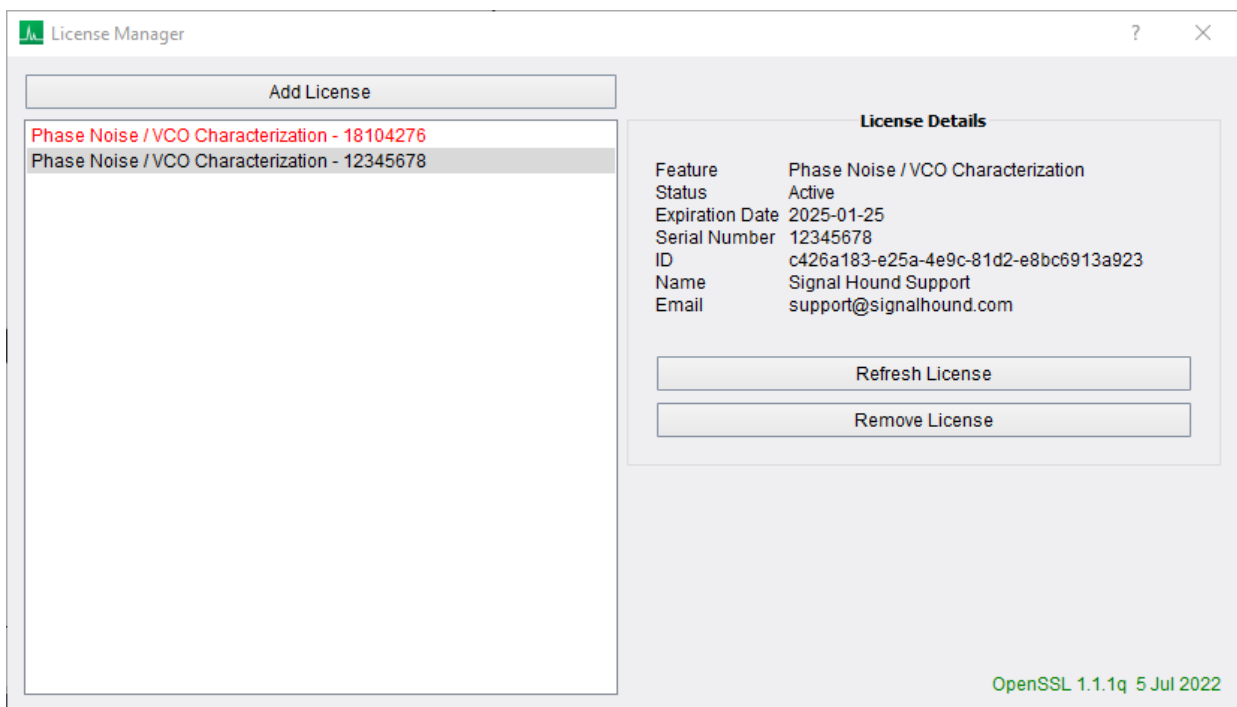 License Manager
?
Add License
Phase Noise / VCO Characterization - 18104276
Phase Noise / VCO Characterization - 12345678
License Details
Feature Phase Noise / VCO Characterization
Status Active
Expiration Date 2025-01-25
Serial Number 12345678
ID c426a183-e25a-4e9c-81d2-e8bc6913a923
Name Signal Hound Support
Email support@signalhound.com
Refresh License
Remove License
OpenSSL 1.1.1q 5 Jul 2022